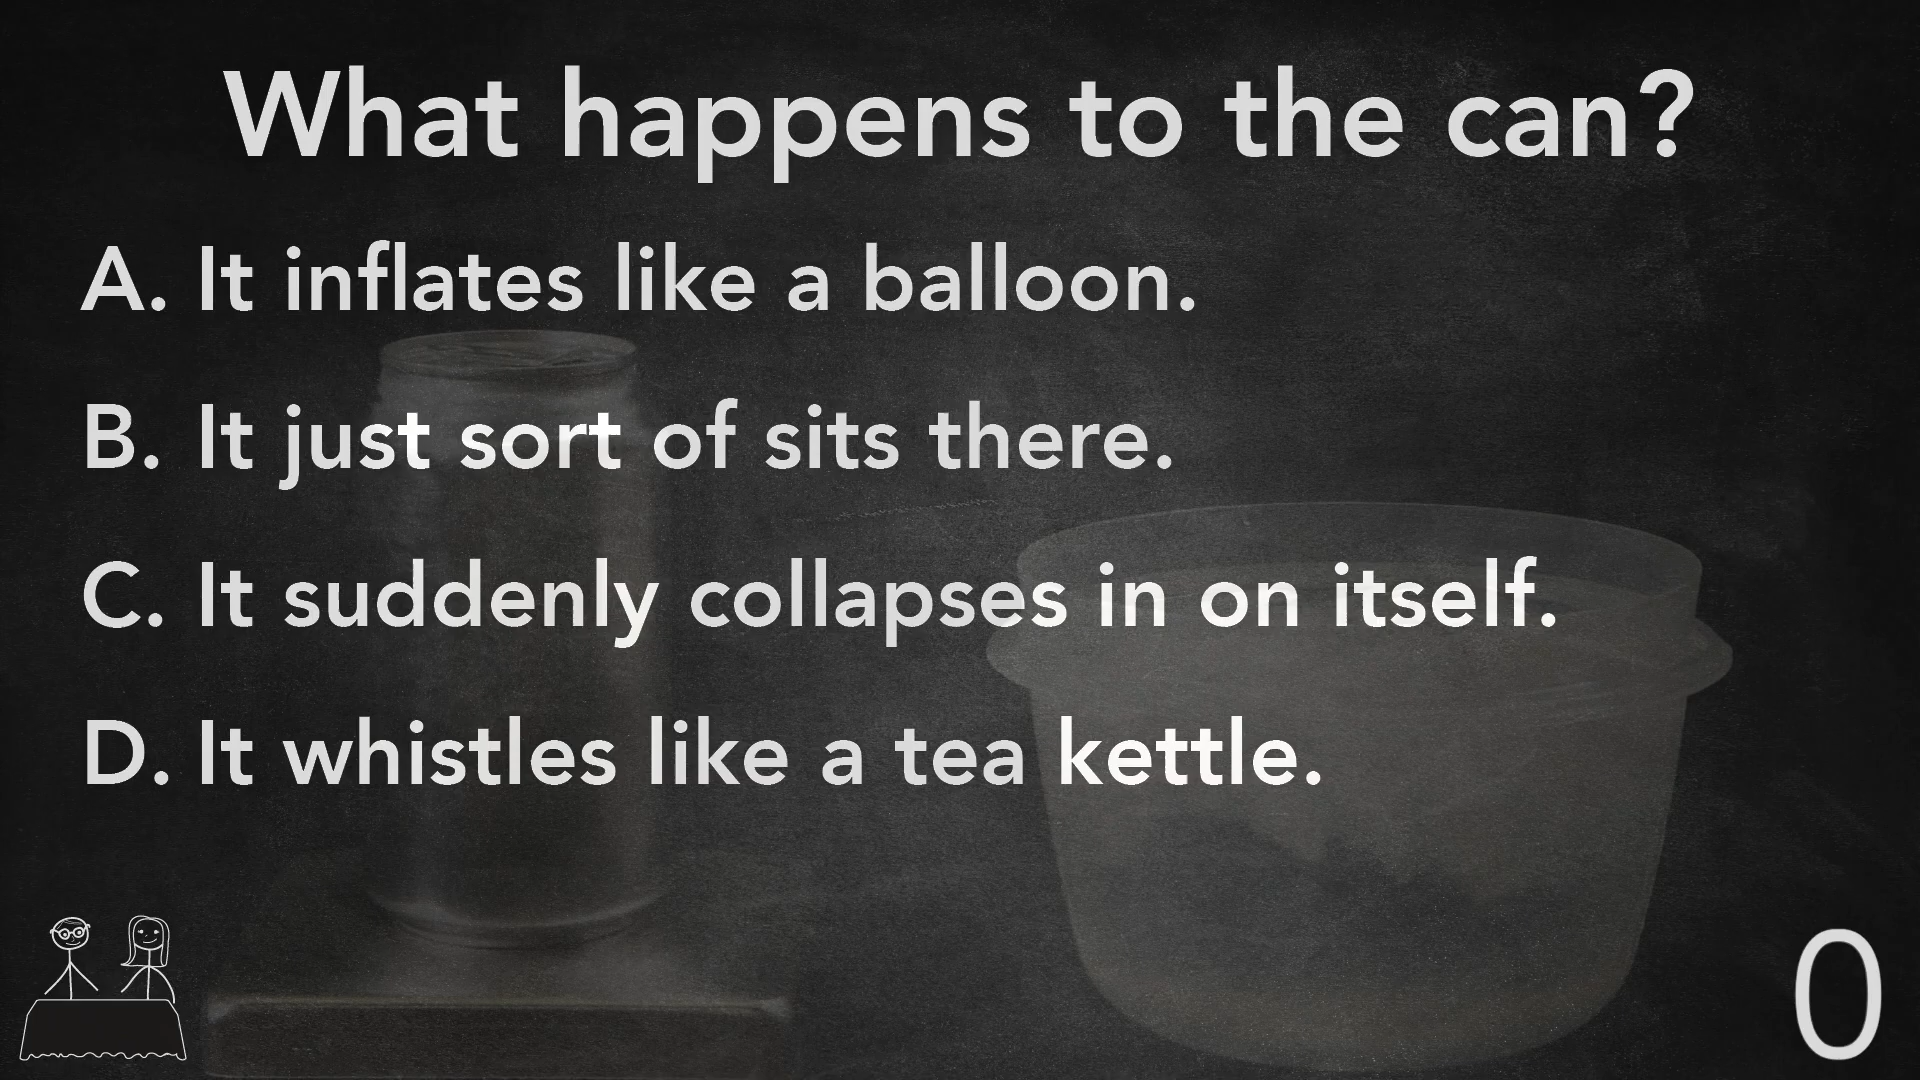 What happens to the can?
A. It inflates like a balloon.
B. It just sort of sits there.
C. It suddenly collapses in on itself.
D. It whistles like a tea kettle.
0